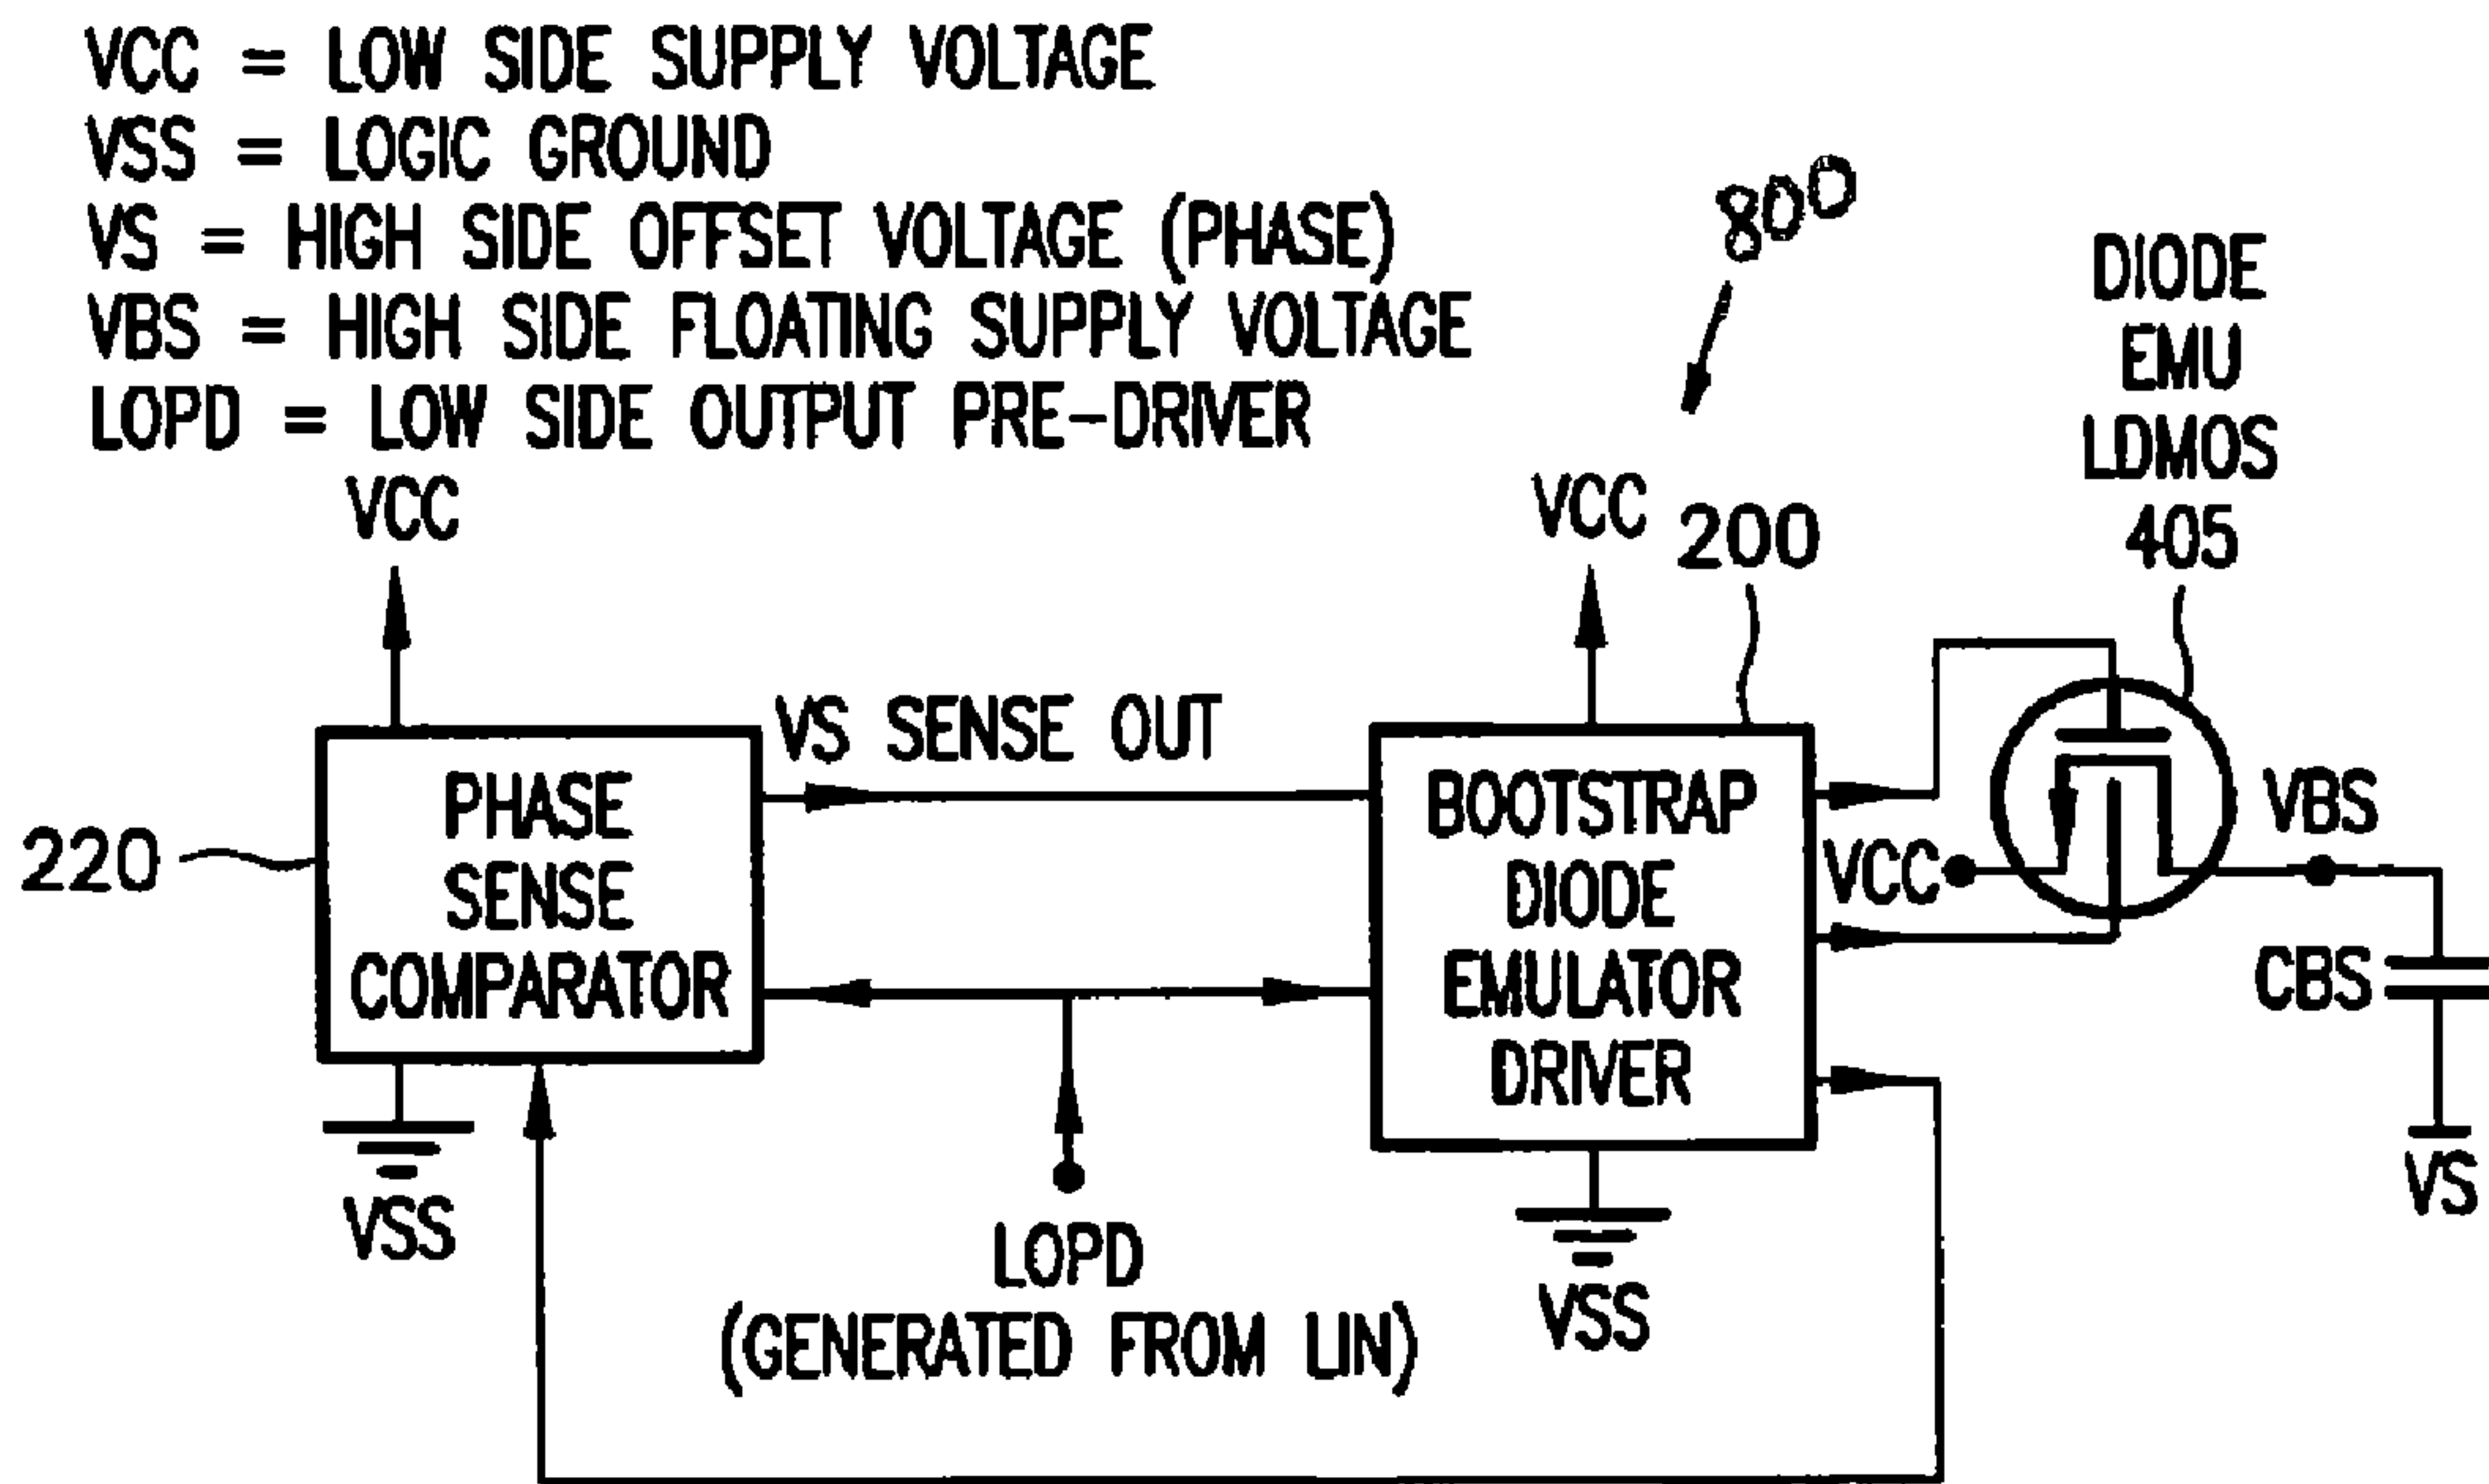 VCC = LOW SIDE SUPPLY VOLTAGE
VSS = LOGIC GROUND
VS = HIGH SIDE OFFSET VOLTAGE (PHASE)
VBS = HIGH SIDE FLOATING SUPPLY VOLTAGE
LOPD = LOW SIDE OUTPUT PRE-DRIVER
800
DIODE
EMU
LDMOS
405
VCC
VCC
200
VS SENSE OUT
220
PHASE
SENSE
COMPARATOR
BOOTSTRAP
DIODE
EMULATOR
DRIVER
VCC
VBS
CBS
VS
VSS
LOPD
(GENERATED FROM LIN)
VSS